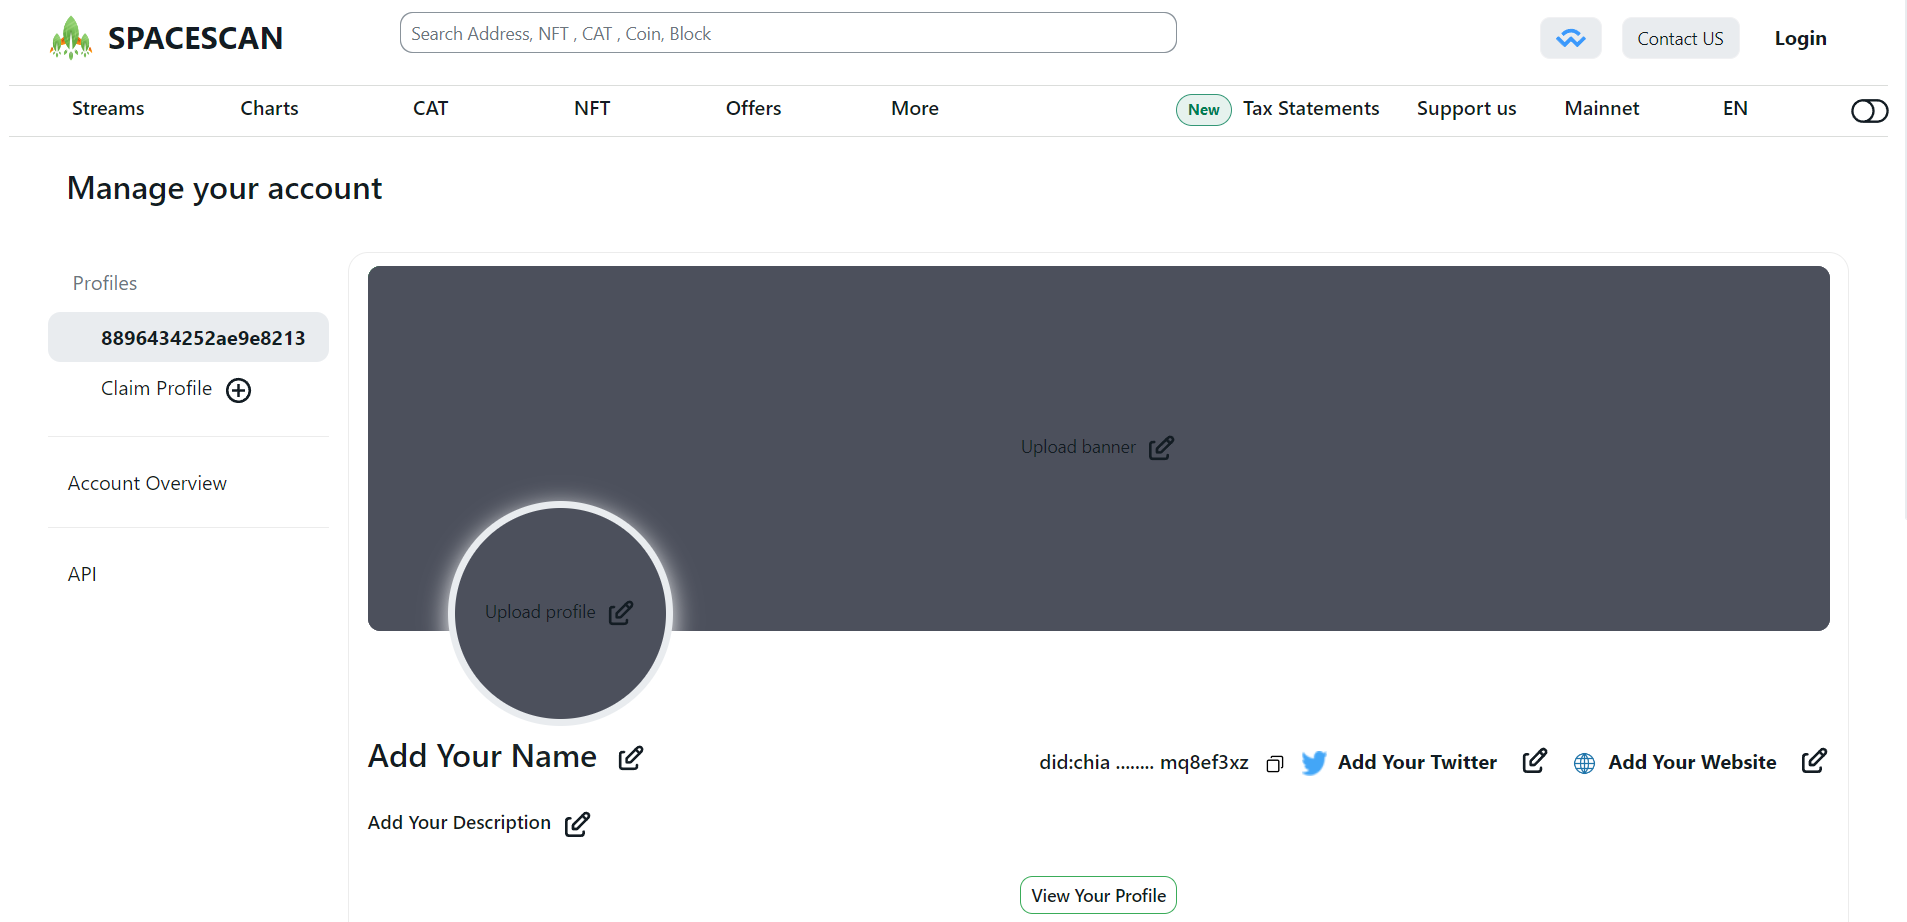 SPACESCAN
Search Address, NFT , CAT , Coin, Block
Contact US
Login
Streams
Charts
CAT
NFT
Offers
More
New
Tax Statements
Support us
Mainnet
EN
Manage your account
Profiles
8896434252ae9e8213
Claim Profile
Account Overview
API
Upload banner
Upload profile
Add Your Name
did:chia ........ mq8ef3xz
Add Your Twitter
Add Your Website
Add Your Description
View Your Profile